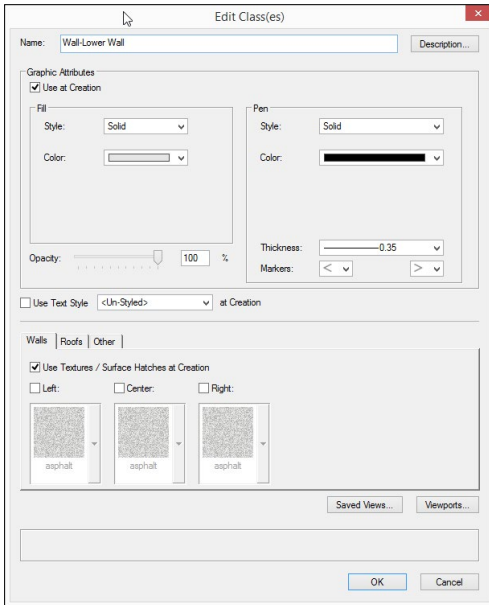 Edit Class(es)
Name: Wall-Lower Wall Description...
Graphic Attributes
Use at Creation
Fill
Style: Solid
Color:
Opacity: 100 %
Pen
Style: Solid
Color:
Thickness: 0.35
Markers: < >
Use Text Style <Un-Styled> at Creation
Walls Roofs Other
Use Textures / Surface Hatches at Creation
Left: Center: Right:
asphalt asphalt asphalt
Saved Views... Viewports...
OK Cancel